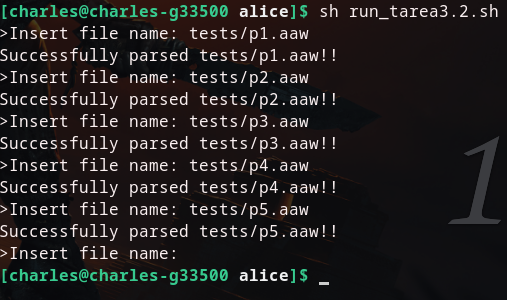 [charles@charles-g33500 alice]$ sh run_tarea3.2.sh
>Insert file name: tests/p1.aaw
Successfully parsed tests/p1.aaw!!
>Insert file name: tests/p2.aaw
Successfully parsed tests/p2.aaw!!
>Insert file name: tests/p3.aaw
Successfully parsed tests/p3.aaw!!
>Insert file name: tests/p4.aaw
Successfully parsed tests/p4.aaw!!
>Insert file name: tests/p5.aaw
Successfully parsed tests/p5.aaw!!
>Insert file name:
[charles@charles-g33500 alice]$
1